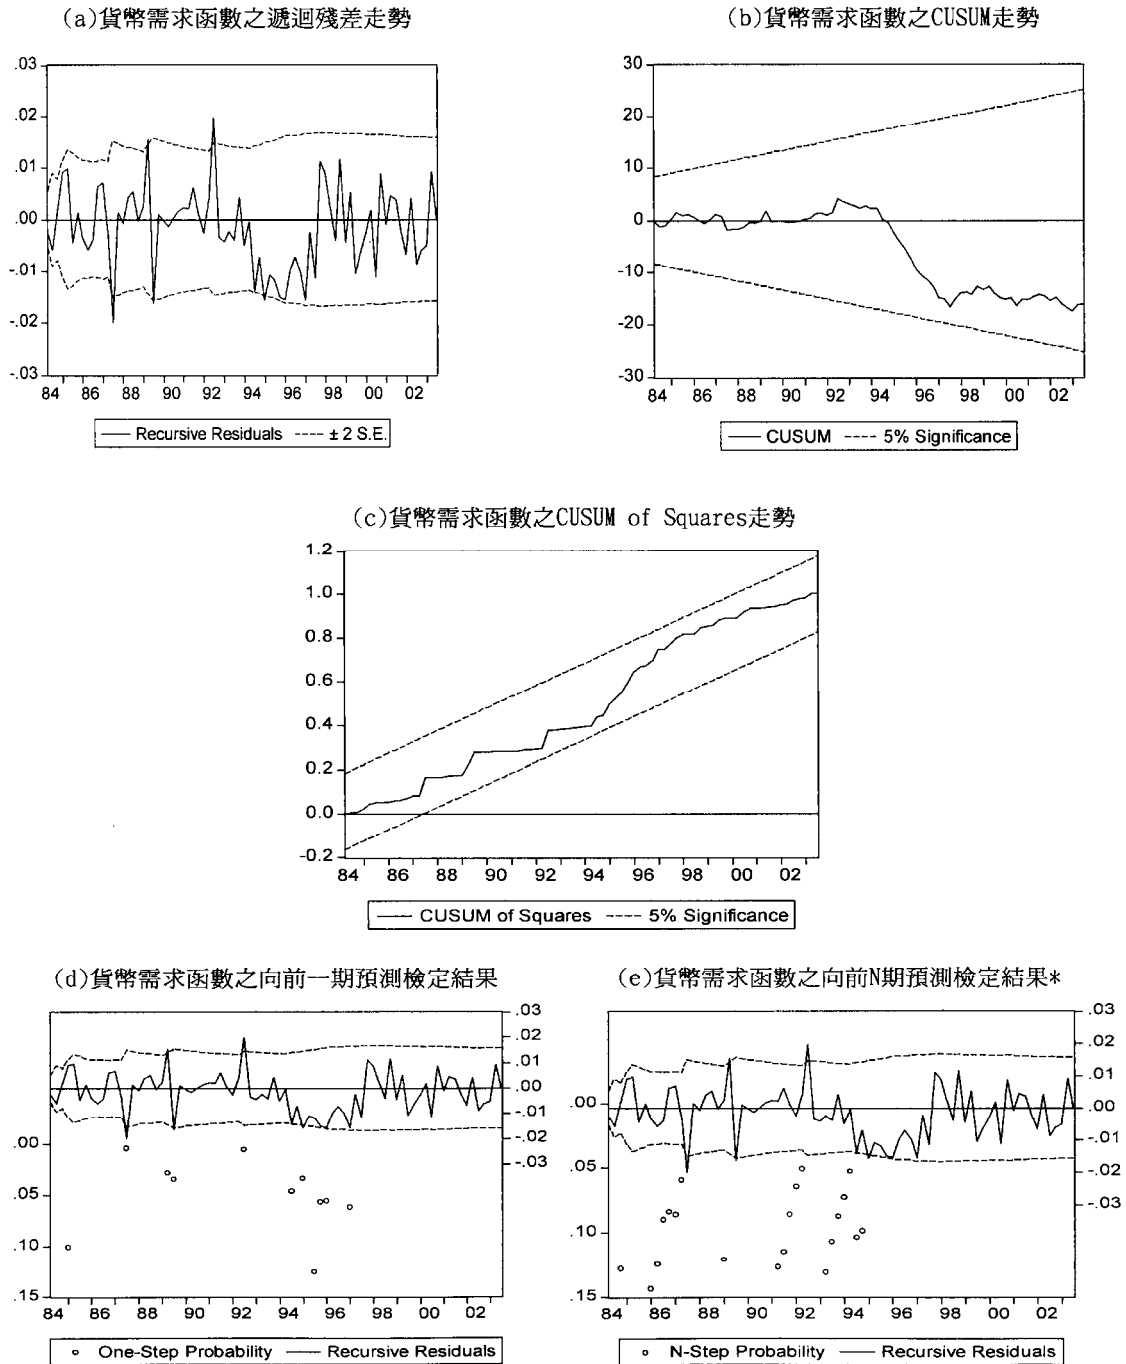 (a)貨幣需求函數之遞迴殘差走勢
.03
.02
.01
.00
-.01
-.02
-.03
84 86 88 90 92 94 96 98 00 02
Recursive Residuals ± 2 S.E.
(b)貨幣需求函數之CUSUM走勢
30
20
10
0
-10
-20
-30
84 86 88 90 92 94 96 98 00 02
CUSUM 5% Significance
(c)貨幣需求函數之CUSUM of Squares走勢
1.2
1.0
0.8
0.6
0.4
0.2
0.0
-0.2
84 86 88 90 92 94 96 98 00 02
CUSUM of Squares 5% Significance
(d)貨幣需求函數之向前一期預測檢定結果
.03
.02
.01
.00
-.01
-.02
-.03
.00
.05
.10
.15
84 86 88 90 92 94 96 98 00 02
One-Step Probability Recursive Residuals
(e)貨幣需求函數之向前N期預測檢定結果*
.03
.02
.01
.00
-.01
-.02
-.03
.00
.05
.10
.15
84 86 88 90 92 94 96 98 00 02
N-Step Probability Recursive Residuals